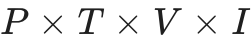 P × T × V × I